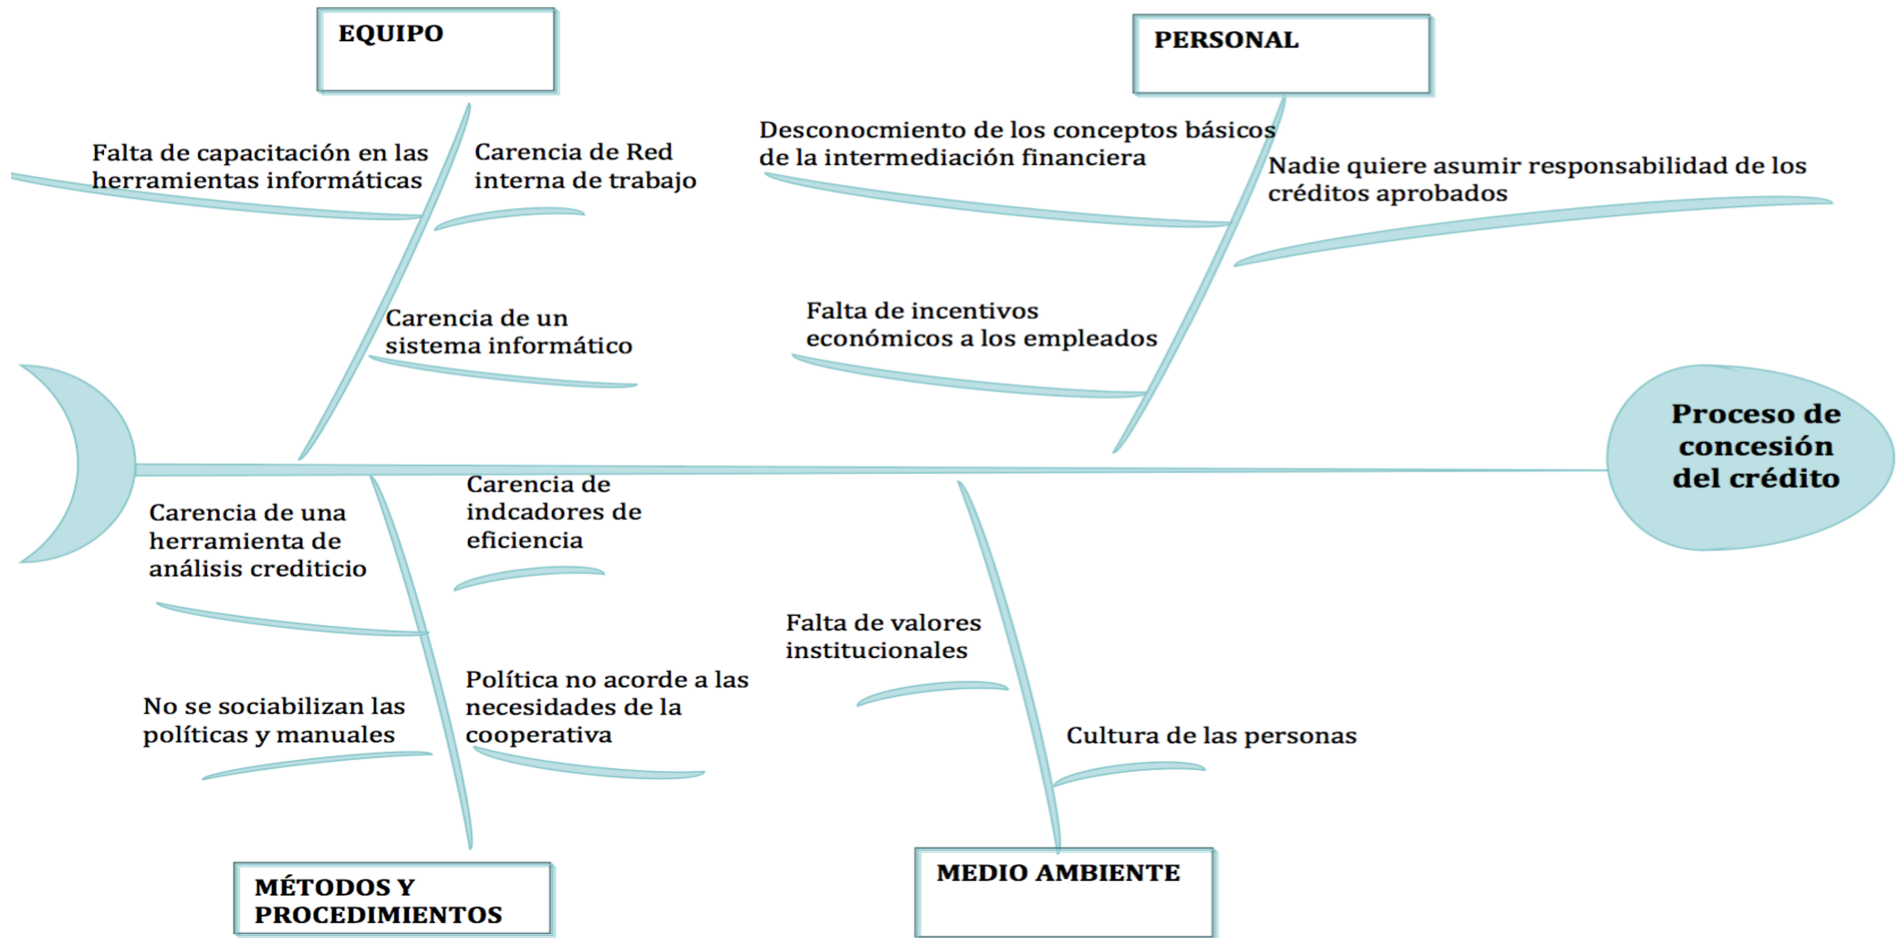 EQUIPO
PERSONAL
Falta de capacitación en las
herramientas informáticas
Carencia de Red
interna de trabajo
Desconocmiento de los conceptos básicos
de la intermediación financiera
Nadie quiere asumir responsabilidad de los
créditos aprobados
Carencia de un
sistema informático
Falta de incentivos
económicos a los empleados
Proceso de
concesión
del crédito
Carencia de una
herramienta de
análisis crediticio
Carencia de
indcadores de
eficiencia
Falta de valores
institucionales
No se sociabilizan las
políticas y manuales
Política no acorde a las
necesidades de la
cooperativa
Cultura de las personas
MÉTODOS Y
PROCEDIMIENTOS
MEDIO AMBIENTE